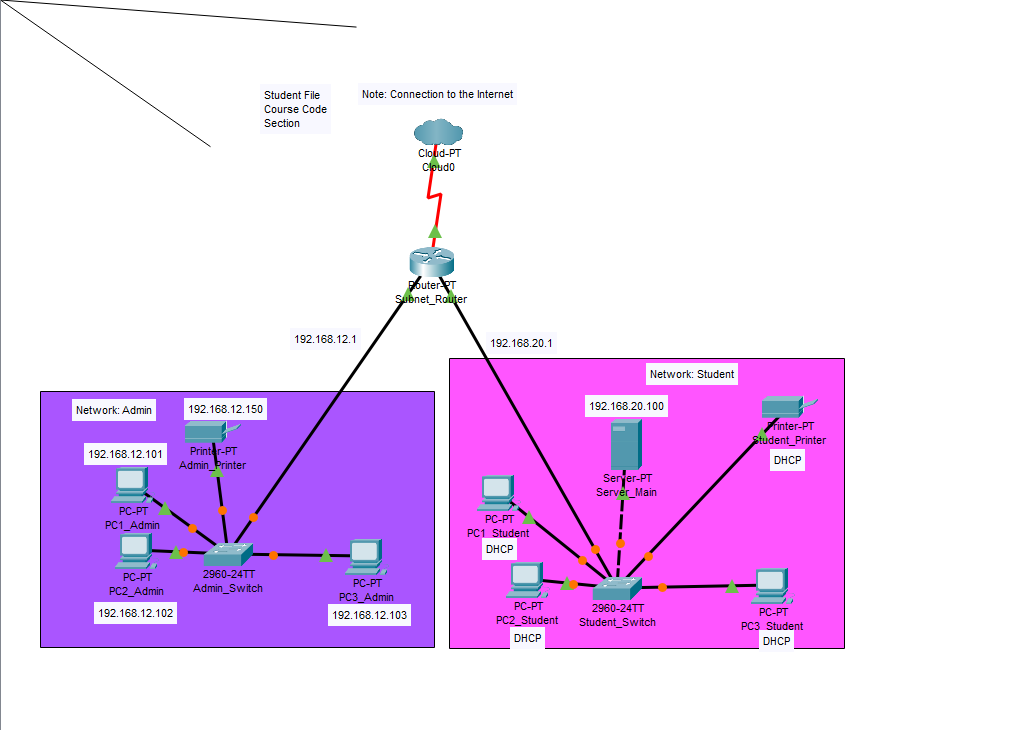 Student File
Course Code
Section
Note: Connection to the Internet
Cloud-PT
Cloud0
Router-PT
Subnet_Router
192.168.12.1
192.168.20.1
Network: Admin
192.168.12.150
Printer-PT
Admin_Printer
192.168.12.101
PC-PT
PC1_Admin
PC-PT
PC2_Admin
192.168.12.102
2960-24TT
Admin_Switch
PC-PT
PC3_Admin
192.168.12.103
Network: Student
192.168.20.100
Server-PT
Server_Main
Printer-PT
Student_Printer
DHCP
PC-PT
PC1_Student
DHCP
PC-PT
PC2_Student
DHCP
2960-24TT
Student_Switch
PC-PT
PC3_Student
DHCP